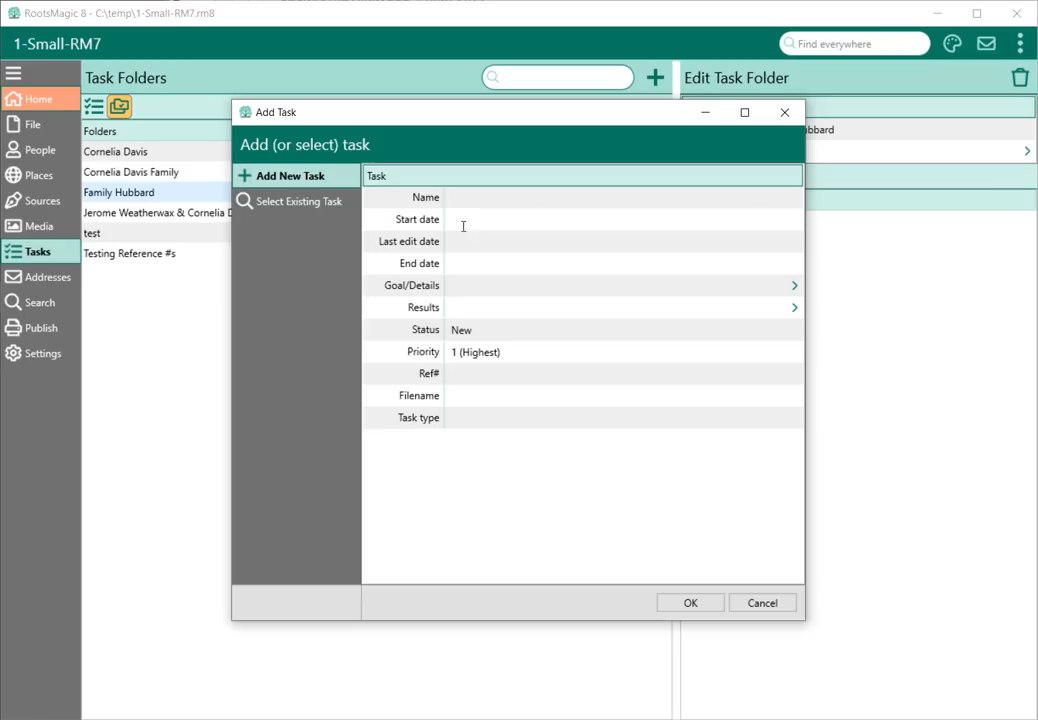 RootsMagic 8 - C:\temp\1-Small-RM7.rm8
1-Small-RM7
Find everywhere
Home
File
People
Places
Sources
Media
Tasks
Addresses
Search
Publish
Settings
Task Folders
Folders
Cornelia Davis
Cornelia Davis Family
Family Hubbard
Jerome Weatherwax & Cornelia D
test
Testing Reference #s
Edit Task Folder
bbard
Add Task
Add (or select) task
Add New Task
Select Existing Task
Task
Name
Start date
Last edit date
End date
Goal/Details
Results
Status New
Priority 1 (Highest)
Ref#
Filename
Task type
OK
Cancel